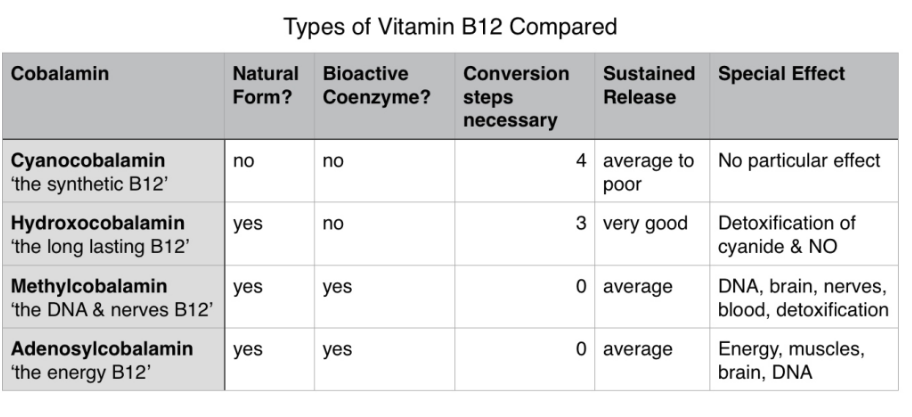 Types of Vitamin B12 Compared
Cobalamin Natural Form? Bioactive Coenzyme? Conversion steps necessary Sustained Release Special Effect
Cyanocobalamin 'the synthetic B12' no no 4 average to poor No particular effect
Hydroxocobalamin 'the long lasting B12' yes no 3 very good Detoxification of cyanide & NO
Methylcobalamin 'the DNA & nerves B12' yes yes 0 average DNA, brain, nerves, blood, detoxification
Adenosylcobalamin 'the energy B12' yes yes 0 average Energy, muscles, brain, DNA